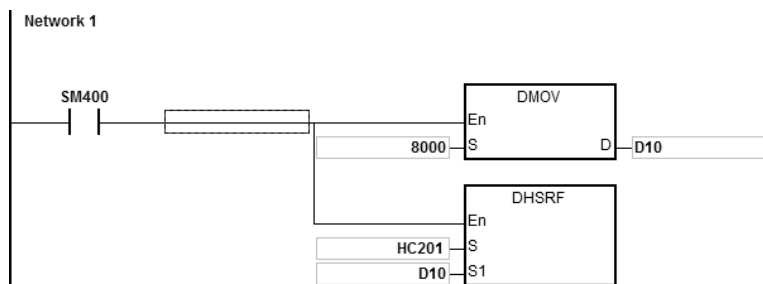 Network 1
SM400
DMOV
En
8000 S D D10
DHSRF
En
HC201 S
D10 S1